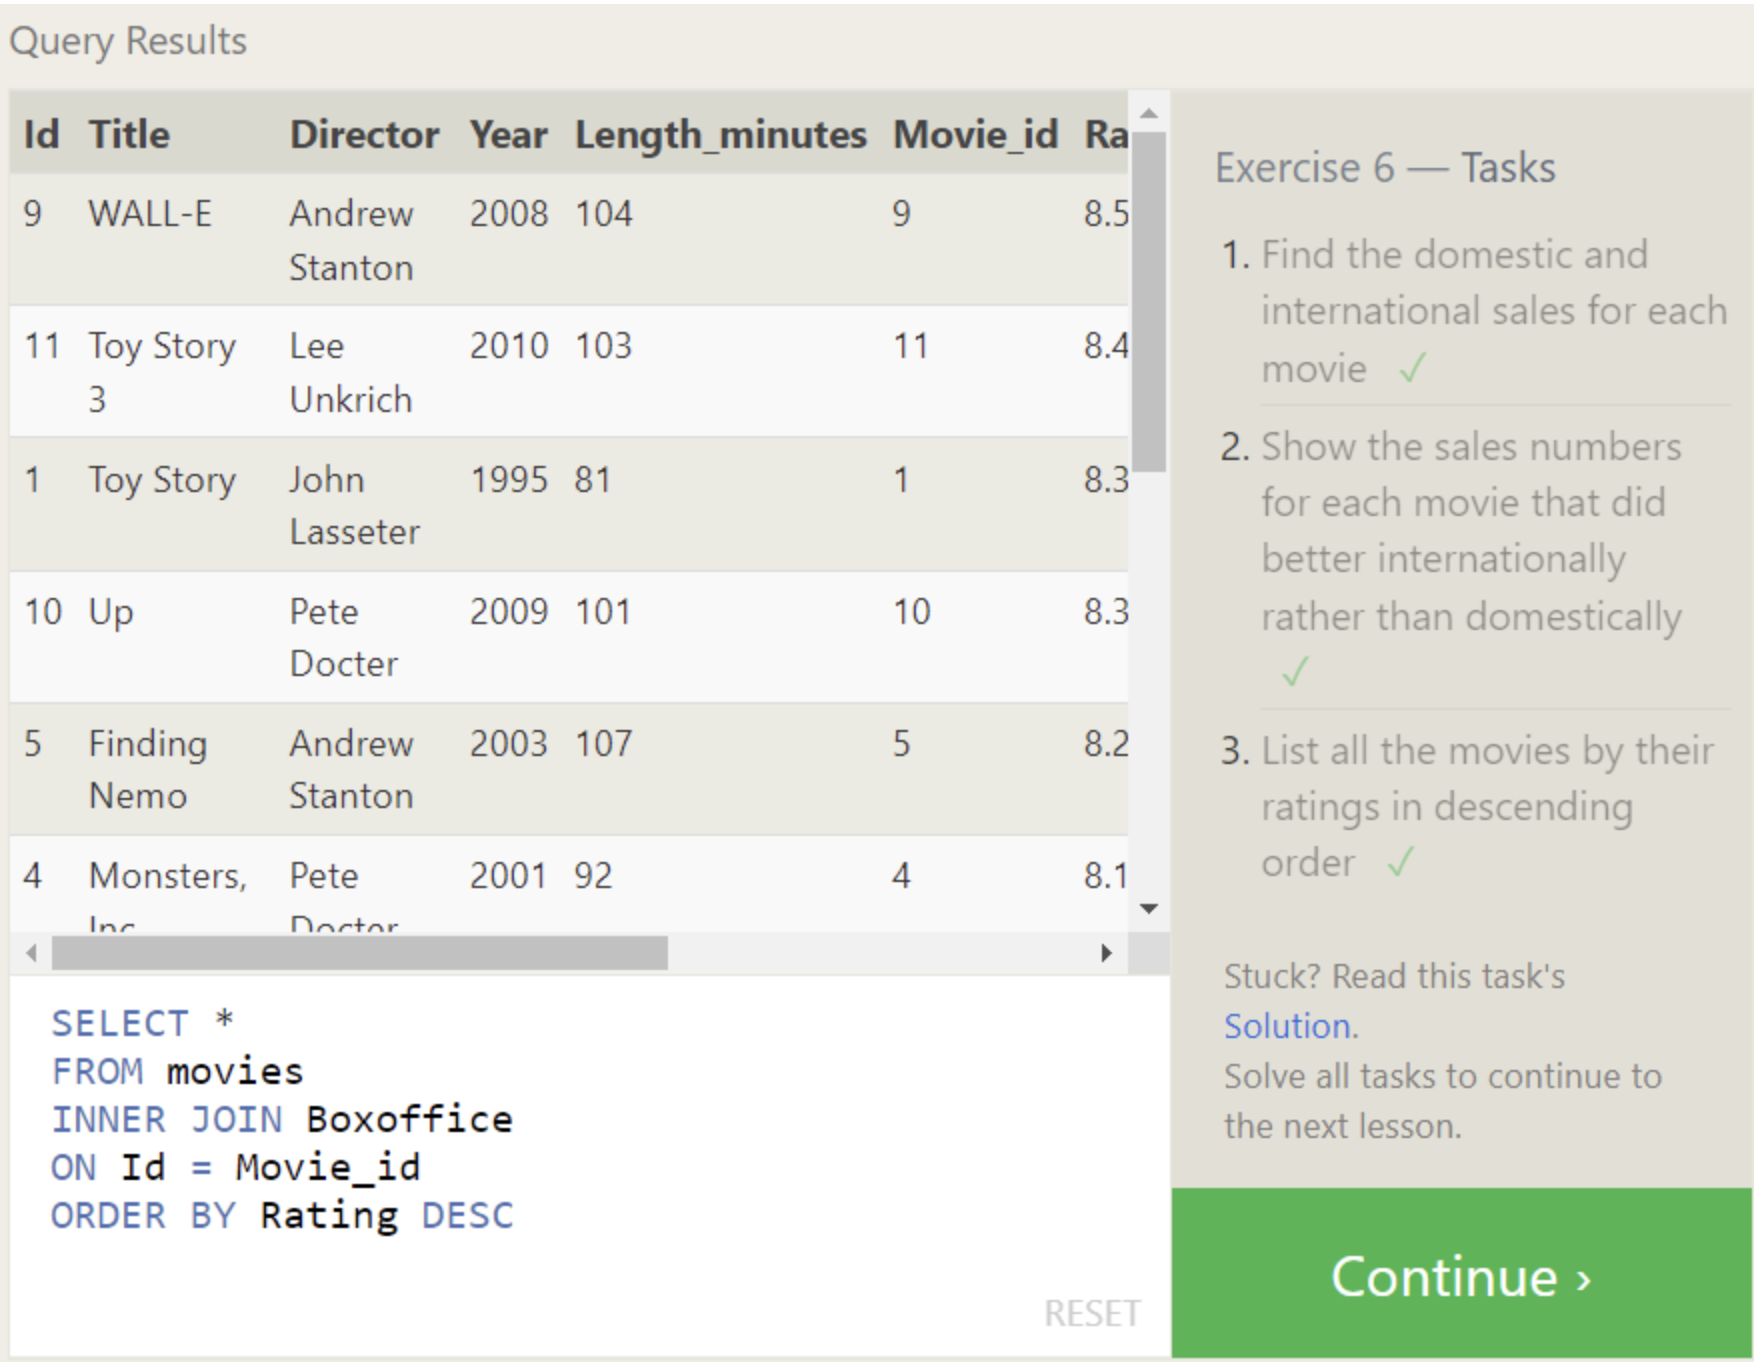 Query Results
Id Title Director Year Length_minutes Movie_id Ra
9 WALL-E Andrew 2008 104 9 8.5
Stanton
11 Toy Story Lee 2010 103 11 8.4
3 Unkrich
1 Toy Story John 1995 81 1 8.3
Lasseter
10 Up Pete 2009 101 10 8.3
Docter
5 Finding Andrew 2003 107 5 8.2
Nemo Stanton
4 Monsters, Pete 2001 92 4 8.1
Inc Docter
SELECT *
FROM movies
INNER JOIN Boxoffice
ON Id = Movie_id
ORDER BY Rating DESC
RESET
Exercise 6 — Tasks
1. Find the domestic and
international sales for each
movie ✓
2. Show the sales numbers
for each movie that did
better internationally
rather than domestically
✓
3. List all the movies by their
ratings in descending
order ✓
Stuck? Read this task's
Solution.
Solve all tasks to continue to
the next lesson.
Continue ›